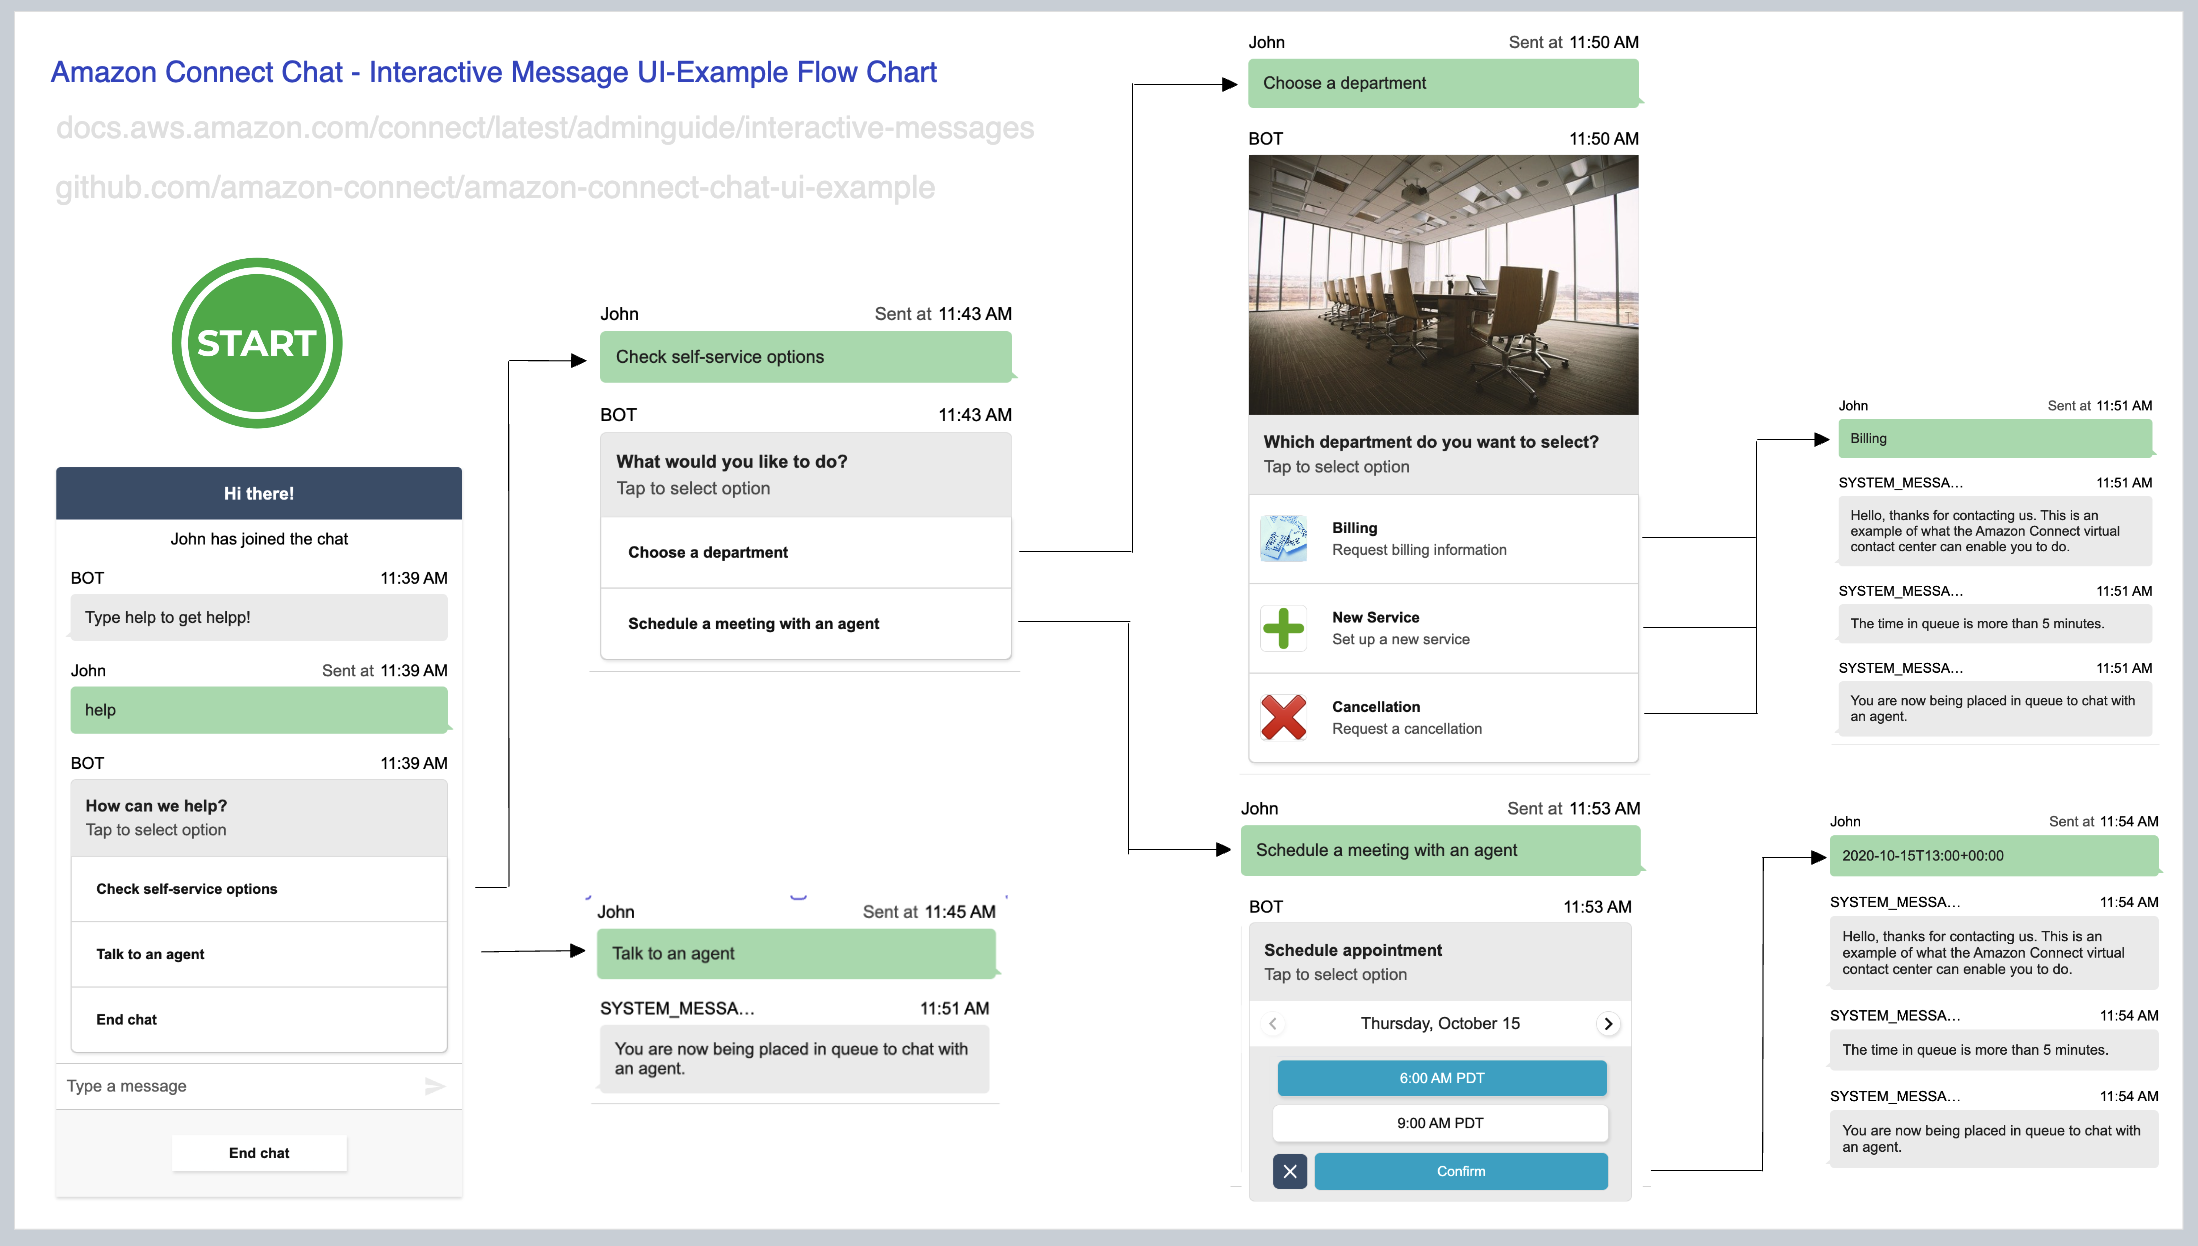 Amazon Connect Chat - Interactive Message UI-Example Flow Chart
docs.aws.amazon.com/connect/latest/adminguide/interactive-messages
github.com/amazon-connect/amazon-connect-chat-ui-example
START
Hi there!
John has joined the chat
BOT 11:39 AM
Type help to get helpp!
John Sent at 11:39 AM
help
BOT 11:39 AM
How can we help?
Tap to select option
Check self-service options
Talk to an agent
End chat
Type a message
End chat
John Sent at 11:43 AM
Check self-service options
BOT 11:43 AM
What would you like to do?
Tap to select option
Choose a department
Schedule a meeting with an agent
John Sent at 11:45 AM
Talk to an agent
SYSTEM_MESSA... 11:51 AM
You are now being placed in queue to chat with
an agent.
John Sent at 11:50 AM
Choose a department
BOT 11:50 AM
Which department do you want to select?
Tap to select option
Billing
Request billing information
New Service
Set up a new service
Cancellation
Request a cancellation
John Sent at 11:53 AM
Schedule a meeting with an agent
BOT 11:53 AM
Schedule appointment
Tap to select option
Thursday, October 15
6:00 AM PDT
9:00 AM PDT
Confirm
John Sent at 11:51 AM
Billing
SYSTEM_MESSA... 11:51 AM
Hello, thanks for contacting us. This is an
example of what the Amazon Connect virtual
contact center can enable you to do.
SYSTEM_MESSA... 11:51 AM
The time in queue is more than 5 minutes.
SYSTEM_MESSA... 11:51 AM
You are now being placed in queue to chat with
an agent.
John Sent at 11:54 AM
2020-10-15T13:00+00:00
SYSTEM_MESSA... 11:54 AM
Hello, thanks for contacting us. This is an
example of what the Amazon Connect virtual
contact center can enable you to do.
SYSTEM_MESSA... 11:54 AM
The time in queue is more than 5 minutes.
SYSTEM_MESSA... 11:54 AM
You are now being placed in queue to chat with
an agent.